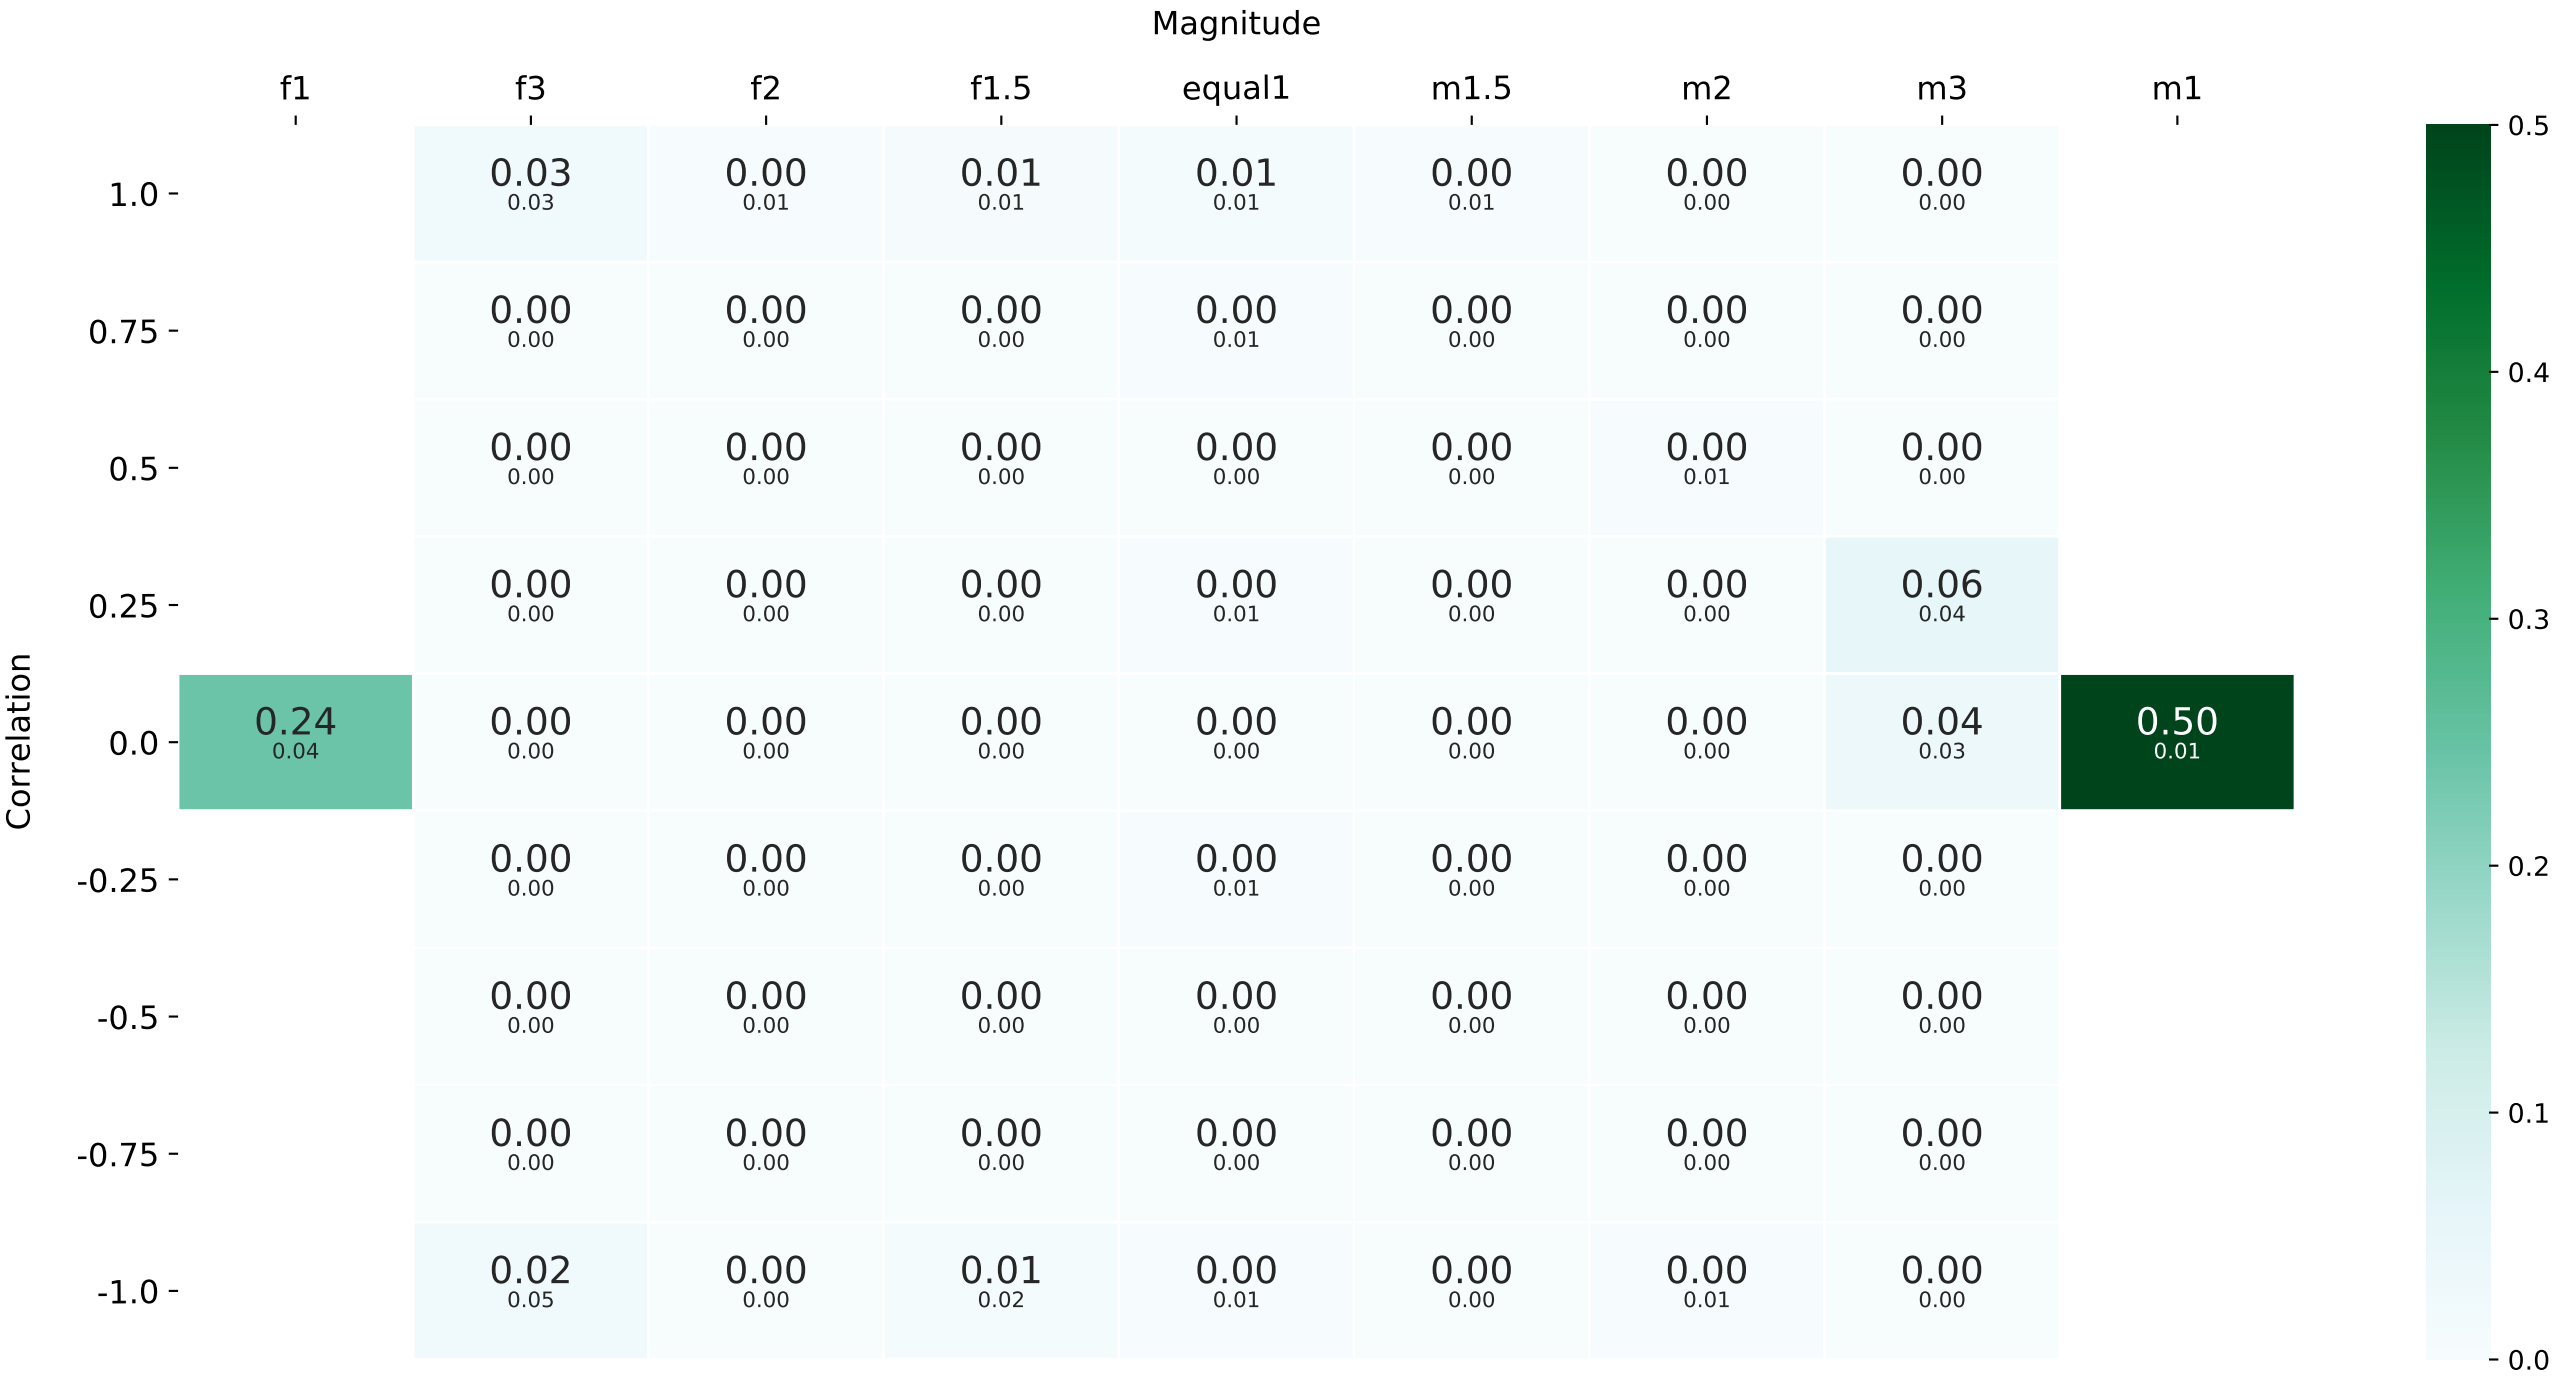 Magnitude
f1 f3 f2 f1.5 equal1 m1.5 m2 m3 m1
1.0 0.03 0.00 0.01 0.01 0.00 0.00 0.00
0.03 0.01 0.01 0.01 0.01 0.00 0.00
0.75 0.00 0.00 0.00 0.00 0.00 0.00 0.00
0.00 0.00 0.00 0.01 0.00 0.00 0.00
0.5 0.00 0.00 0.00 0.00 0.00 0.00 0.00
0.00 0.00 0.00 0.00 0.00 0.01 0.00
0.25 0.00 0.00 0.00 0.00 0.00 0.00 0.06
0.00 0.00 0.00 0.01 0.00 0.00 0.04
0.0 0.24 0.00 0.00 0.00 0.00 0.00 0.00 0.04 0.50
0.04 0.00 0.00 0.00 0.00 0.00 0.00 0.03 0.01
-0.25 0.00 0.00 0.00 0.00 0.00 0.00 0.00
0.00 0.00 0.00 0.01 0.00 0.00 0.00
-0.5 0.00 0.00 0.00 0.00 0.00 0.00 0.00
0.00 0.00 0.00 0.00 0.00 0.00 0.00
-0.75 0.00 0.00 0.00 0.00 0.00 0.00 0.00
0.00 0.00 0.00 0.00 0.00 0.00 0.00
-1.0 0.02 0.00 0.01 0.00 0.00 0.00 0.00
0.05 0.00 0.02 0.01 0.00 0.01 0.00
Correlation
0.5
0.4
0.3
0.2
0.1
0.0